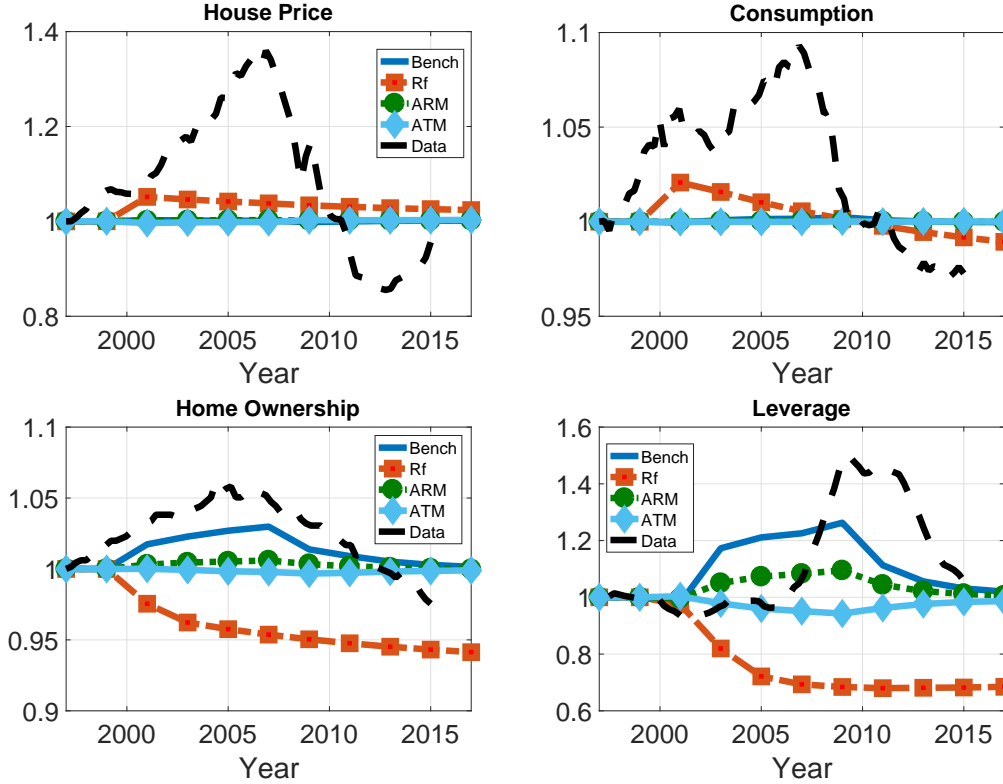 House Price
1.4
1.2
1
0.8
2000 2005 2010 2015
Year
Bench
Rf
ARM
ATM
Data
Consumption
1.1
1.05
1
0.95
2000 2005 2010 2015
Year
Home Ownership
1.1
1.05
1
0.95
0.9
2000 2005 2010 2015
Year
Bench
Rf
ARM
ATM
Data
Leverage
1.6
1.4
1.2
1
0.8
0.6
2000 2005 2010 2015
Year
Bench
Rf
ARM
ATM
Data